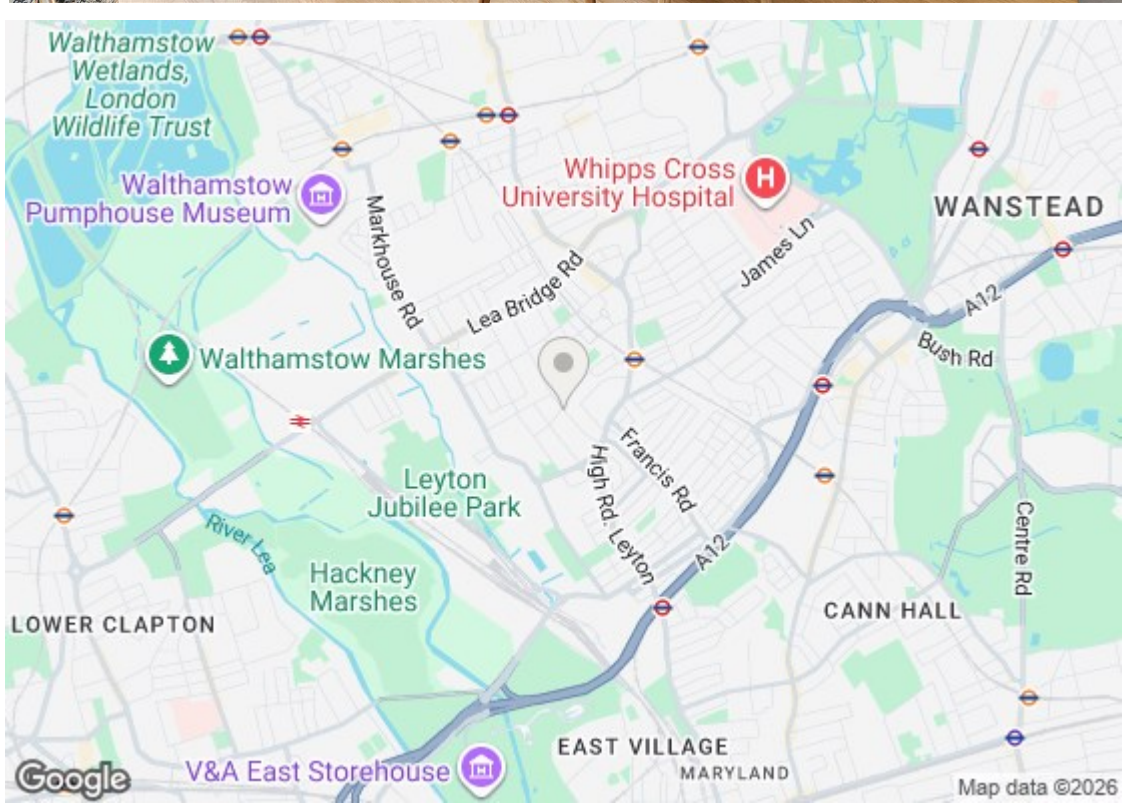 Walthamstow
Wetlands,
London
Wildlife Trust
Walthamstow
Pumphouse Museum
Whipps Cross
University Hospital
H
WANSTEAD
Markhouse Rd
James Ln
Lea Bridge Rd
A12
Bush Rd
Walthamstow Marshes
Leyton
Jubilee Park
High Rd. Leyton
Francis Rd
Centre Rd
River Lea
A12
Hackney
Marshes
LOWER CLAPTON
CANN HALL
EAST VILLAGE
MARYLAND
V&A East Storehouse
Google
Map data ©2026